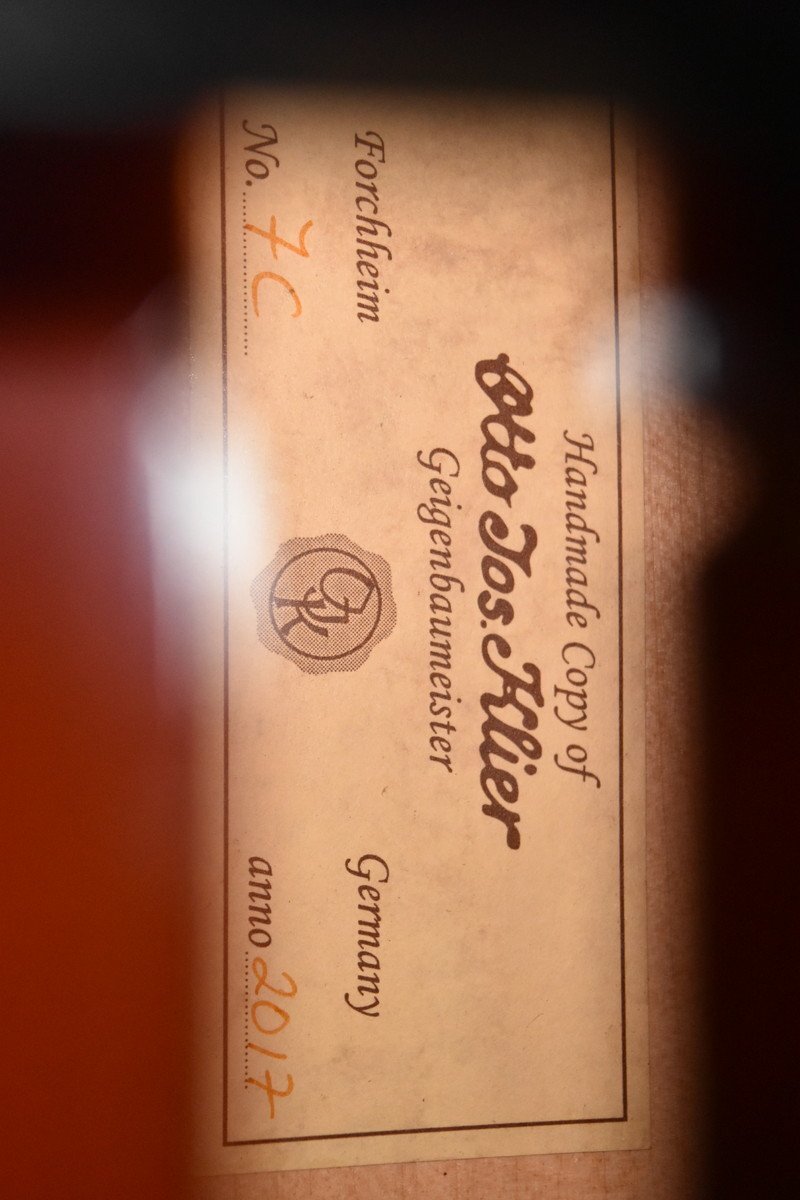 Handmade Copy of
Otto Jos. Klier
Geigenbaumeister
Forchheim Germany
No. 7C anno 2017